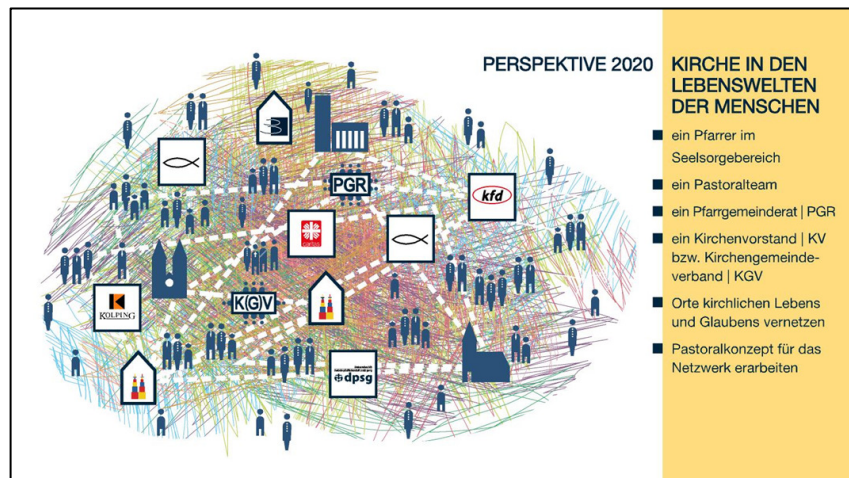 PERSPEKTIVE 2020
KIRCHE IN DEN
LEBENSWELTEN
DER MENSCHEN
ein Pfarrer im
Seelsorgebereich
ein Pastoralteam
ein Pfarrgemeinderat | PGR
ein Kirchenvorstand | KV
bzw. Kirchengemeinde-
verband | KGV
Orte kirchlichen Lebens
und Glaubens vernetzen
Pastoralkonzept für das
Netzwerk erarbeiten
PGR
kfd
caritas
KOLPING
K(G)V
dpsg